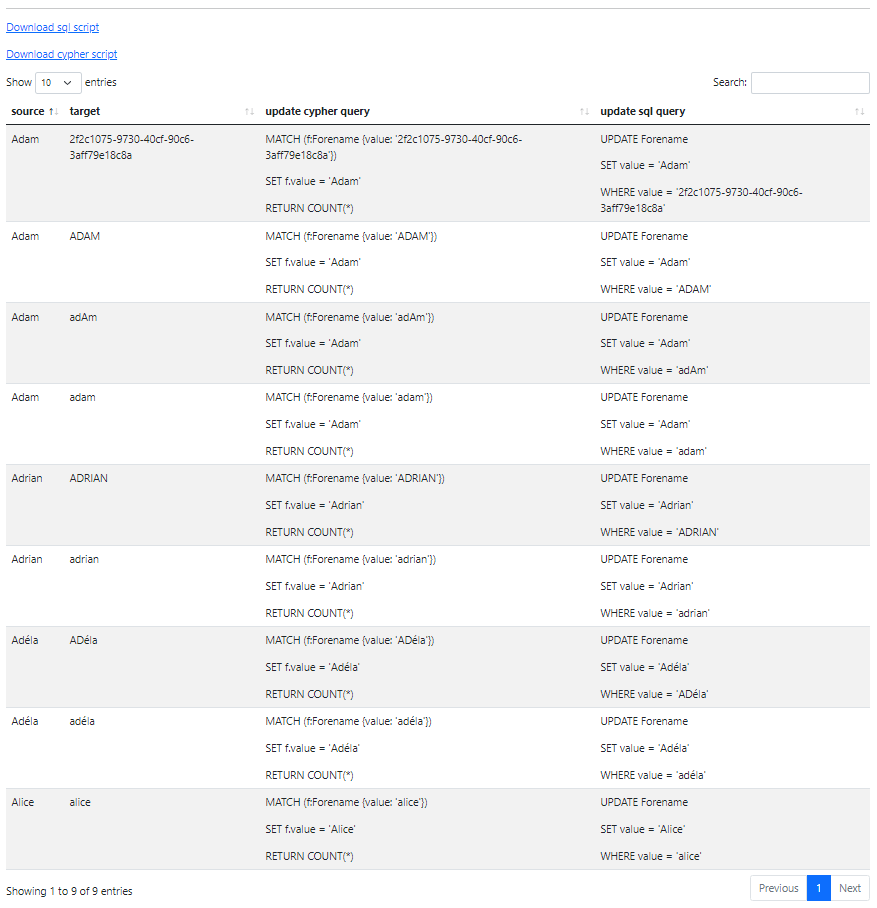 Download sql script
Download cypher script
Show 10 entries
Search:
source target update cypher query update sql query
Adam 2f2c1075-9730-40cf-90c6- MATCH (f:Forename {value: '2f2c1075-9730-40cf-90c6- UPDATE Forename
3aff79e18c8a 3aff79e18c8a'})
SET value = 'Adam'
SET f.value = 'Adam'
WHERE value = '2f2c1075-9730-40cf-90c6-
RETURN COUNT(*) 3aff79e18c8a'
Adam ADAM MATCH (f:Forename {value: 'ADAM'}) UPDATE Forename
SET f.value = 'Adam' SET value = 'Adam'
RETURN COUNT(*) WHERE value = 'ADAM'
Adam adAm MATCH (f:Forename {value: 'adAm'}) UPDATE Forename
SET f.value = 'Adam' SET value = 'Adam'
RETURN COUNT(*) WHERE value = 'adAm'
Adam adam MATCH (f:Forename {value: 'adam'}) UPDATE Forename
SET f.value = 'Adam' SET value = 'Adam'
RETURN COUNT(*) WHERE value = 'adam'
Adrian ADRIAN MATCH (f:Forename {value: 'ADRIAN'}) UPDATE Forename
SET f.value = 'Adrian' SET value = 'Adrian'
RETURN COUNT(*) WHERE value = 'ADRIAN'
Adrian adrian MATCH (f:Forename {value: 'adrian'}) UPDATE Forename
SET f.value = 'Adrian' SET value = 'Adrian'
RETURN COUNT(*) WHERE value = 'adrian'
Adéla ADéla MATCH (f:Forename {value: 'ADéla'}) UPDATE Forename
SET f.value = 'Adéla' SET value = 'Adéla'
RETURN COUNT(*) WHERE value = 'ADéla'
Adéla adéla MATCH (f:Forename {value: 'adéla'}) UPDATE Forename
SET f.value = 'Adéla' SET value = 'Adéla'
RETURN COUNT(*) WHERE value = 'adéla'
Alice alice MATCH (f:Forename {value: 'alice'}) UPDATE Forename
SET f.value = 'Alice' SET value = 'Alice'
RETURN COUNT(*) WHERE value = 'alice'
Showing 1 to 9 of 9 entries
Previous 1 Next